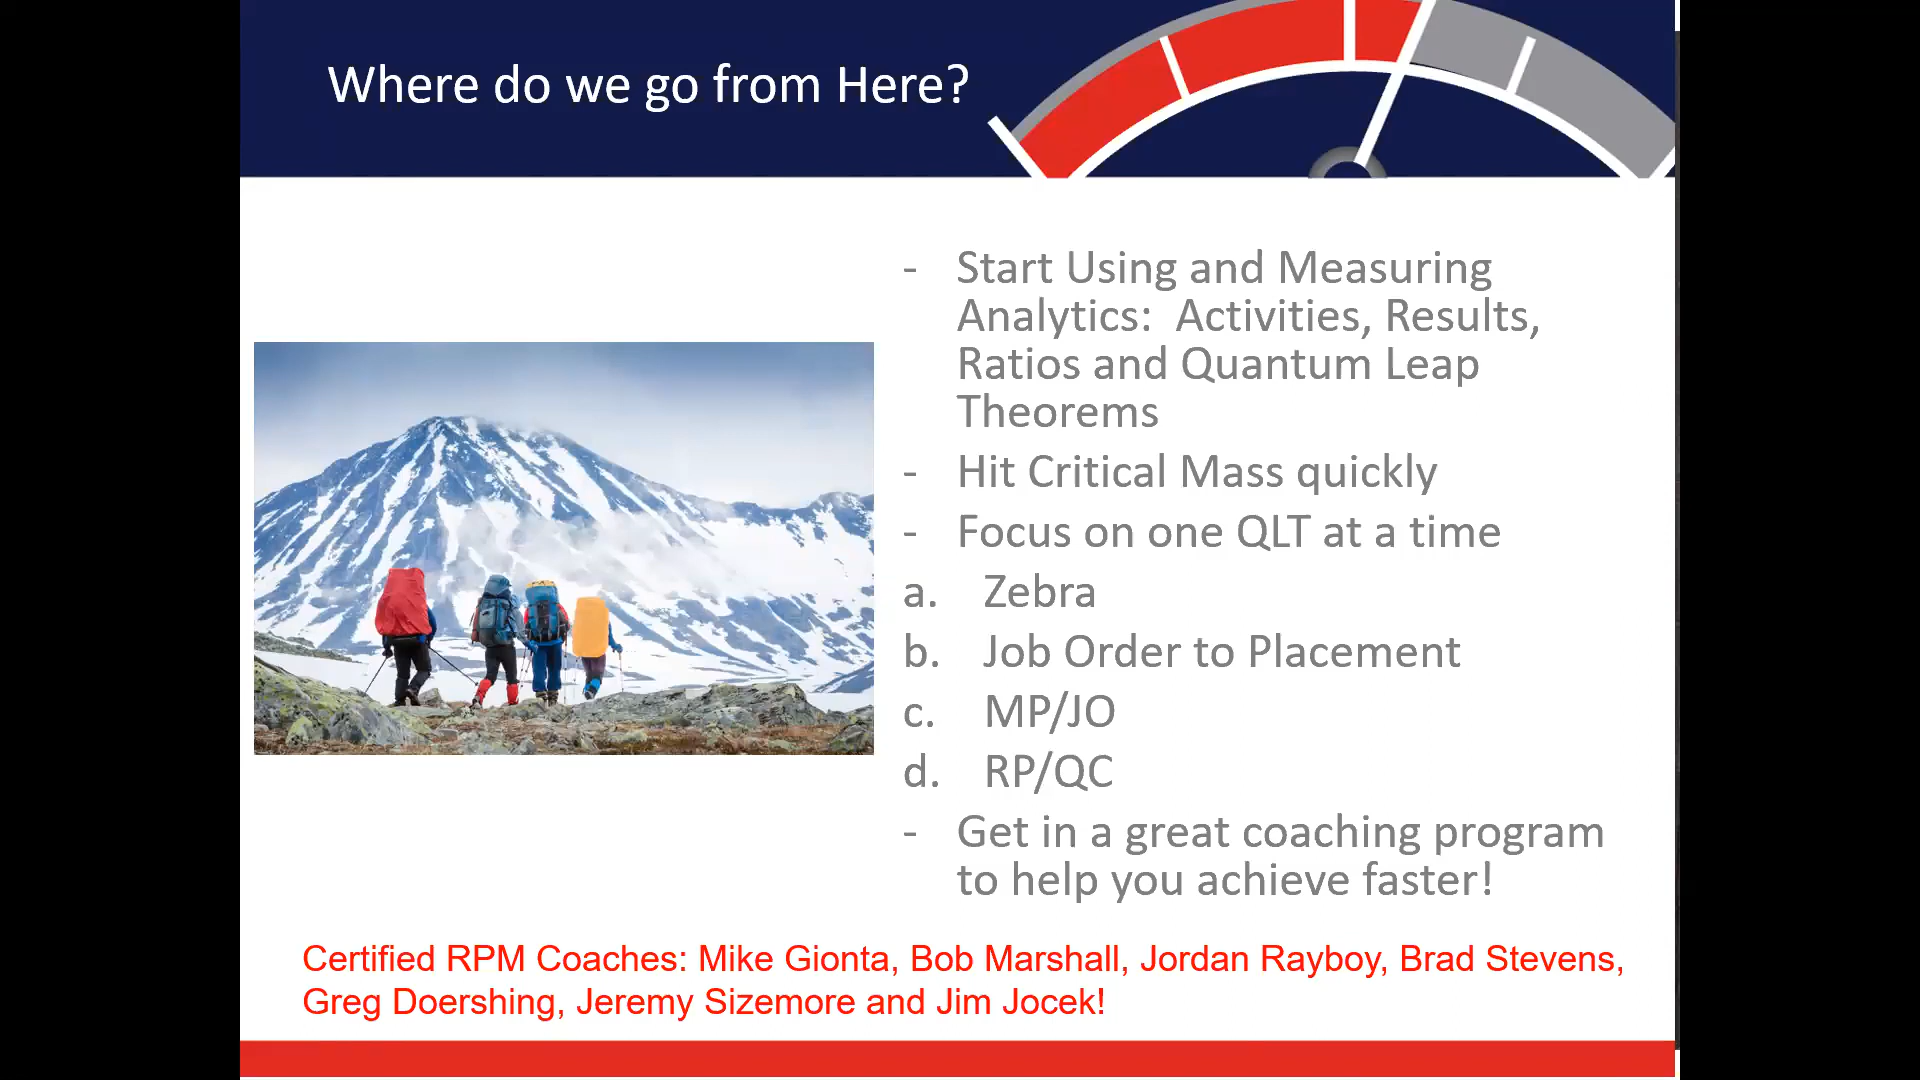 Where do we go from Here?
- Start Using and Measuring
Analytics:  Activities, Results,
Ratios and Quantum Leap
Theorems
- Hit Critical Mass quickly
- Focus on one QLT at a time
a. Zebra
b. Job Order to Placement
c. MP/JO
d. RP/QC
- Get in a great coaching program
to help you achieve faster!
Certified RPM Coaches: Mike Gionta, Bob Marshall, Jordan Rayboy, Brad Stevens,
Greg Doershing, Jeremy Sizemore and Jim Jocek!